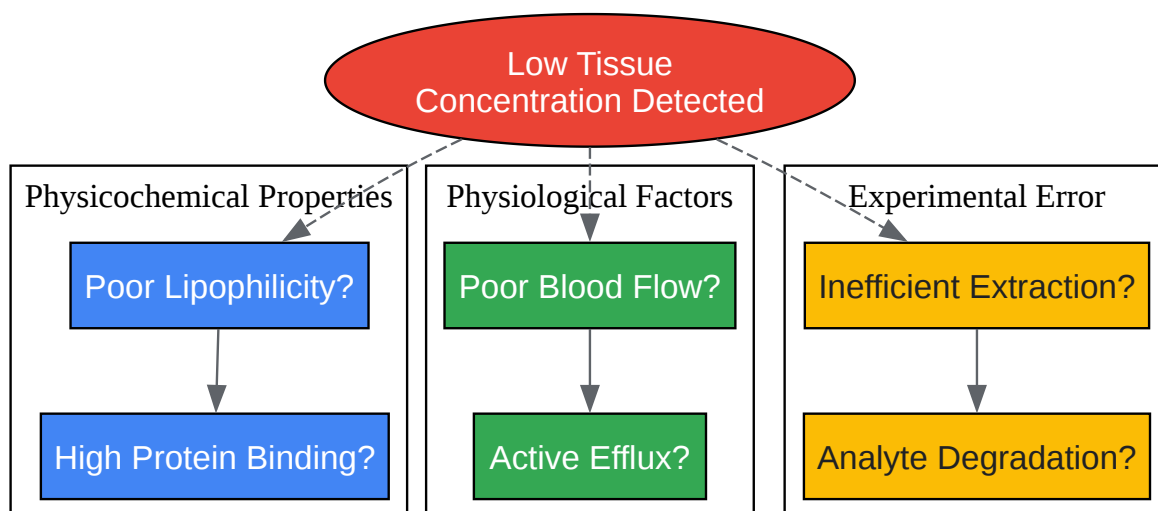 Low Tissue
Concentration Detected
Physicochemical Properties
Poor Lipophilicity?
High Protein Binding?
Physiological Factors
Poor Blood Flow?
Active Efflux?
Experimental Error
Inefficient Extraction?
Analyte Degradation?